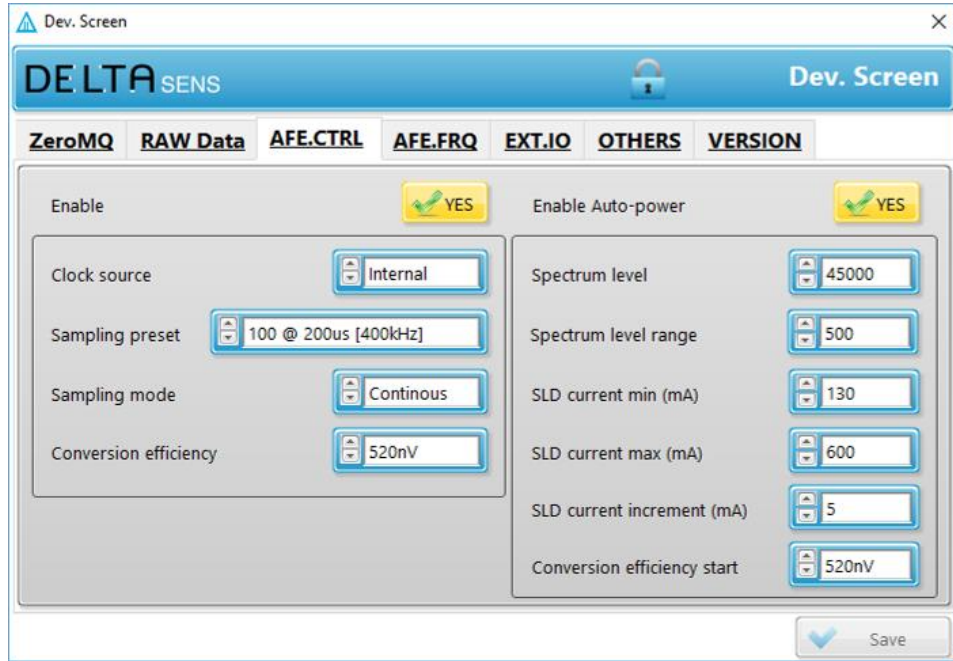 Dev. Screen
DELTA SENS Dev. Screen
ZeroMQ RAW Data AFE.CTRL AFE.FRQ EXT.IO OTHERS VERSION
Enable YES
Clock source Internal
Sampling preset 100 @ 200us [400kHz]
Sampling mode Continous
Conversion efficiency 520nV
Enable Auto-power YES
Spectrum level 45000
Spectrum level range 500
SLD current min (mA) 130
SLD current max (mA) 600
SLD current increment (mA) 5
Conversion efficiency start 520nV
Save